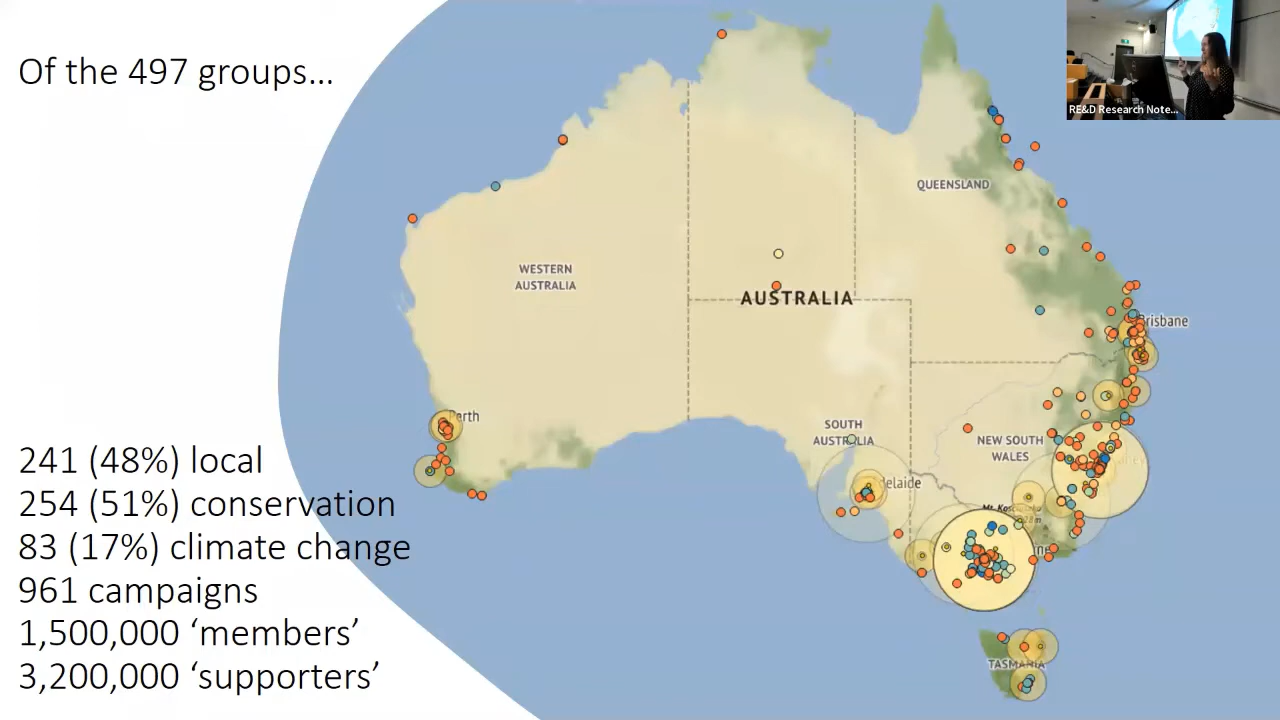 Of the 497 groups...
241 (48%) local
254 (51%) conservation
83 (17%) climate change
961 campaigns
1,500,000 ‘members’
3,200,000 ‘supporters’
QUEENSLAND
WESTERN
AUSTRALIA
AUSTRALIA
Brisbane
Perth
SOUTH
AUSTRALIA
NEW SOUTH
WALES
delaide
TASMANIA
RE&D Research Note...